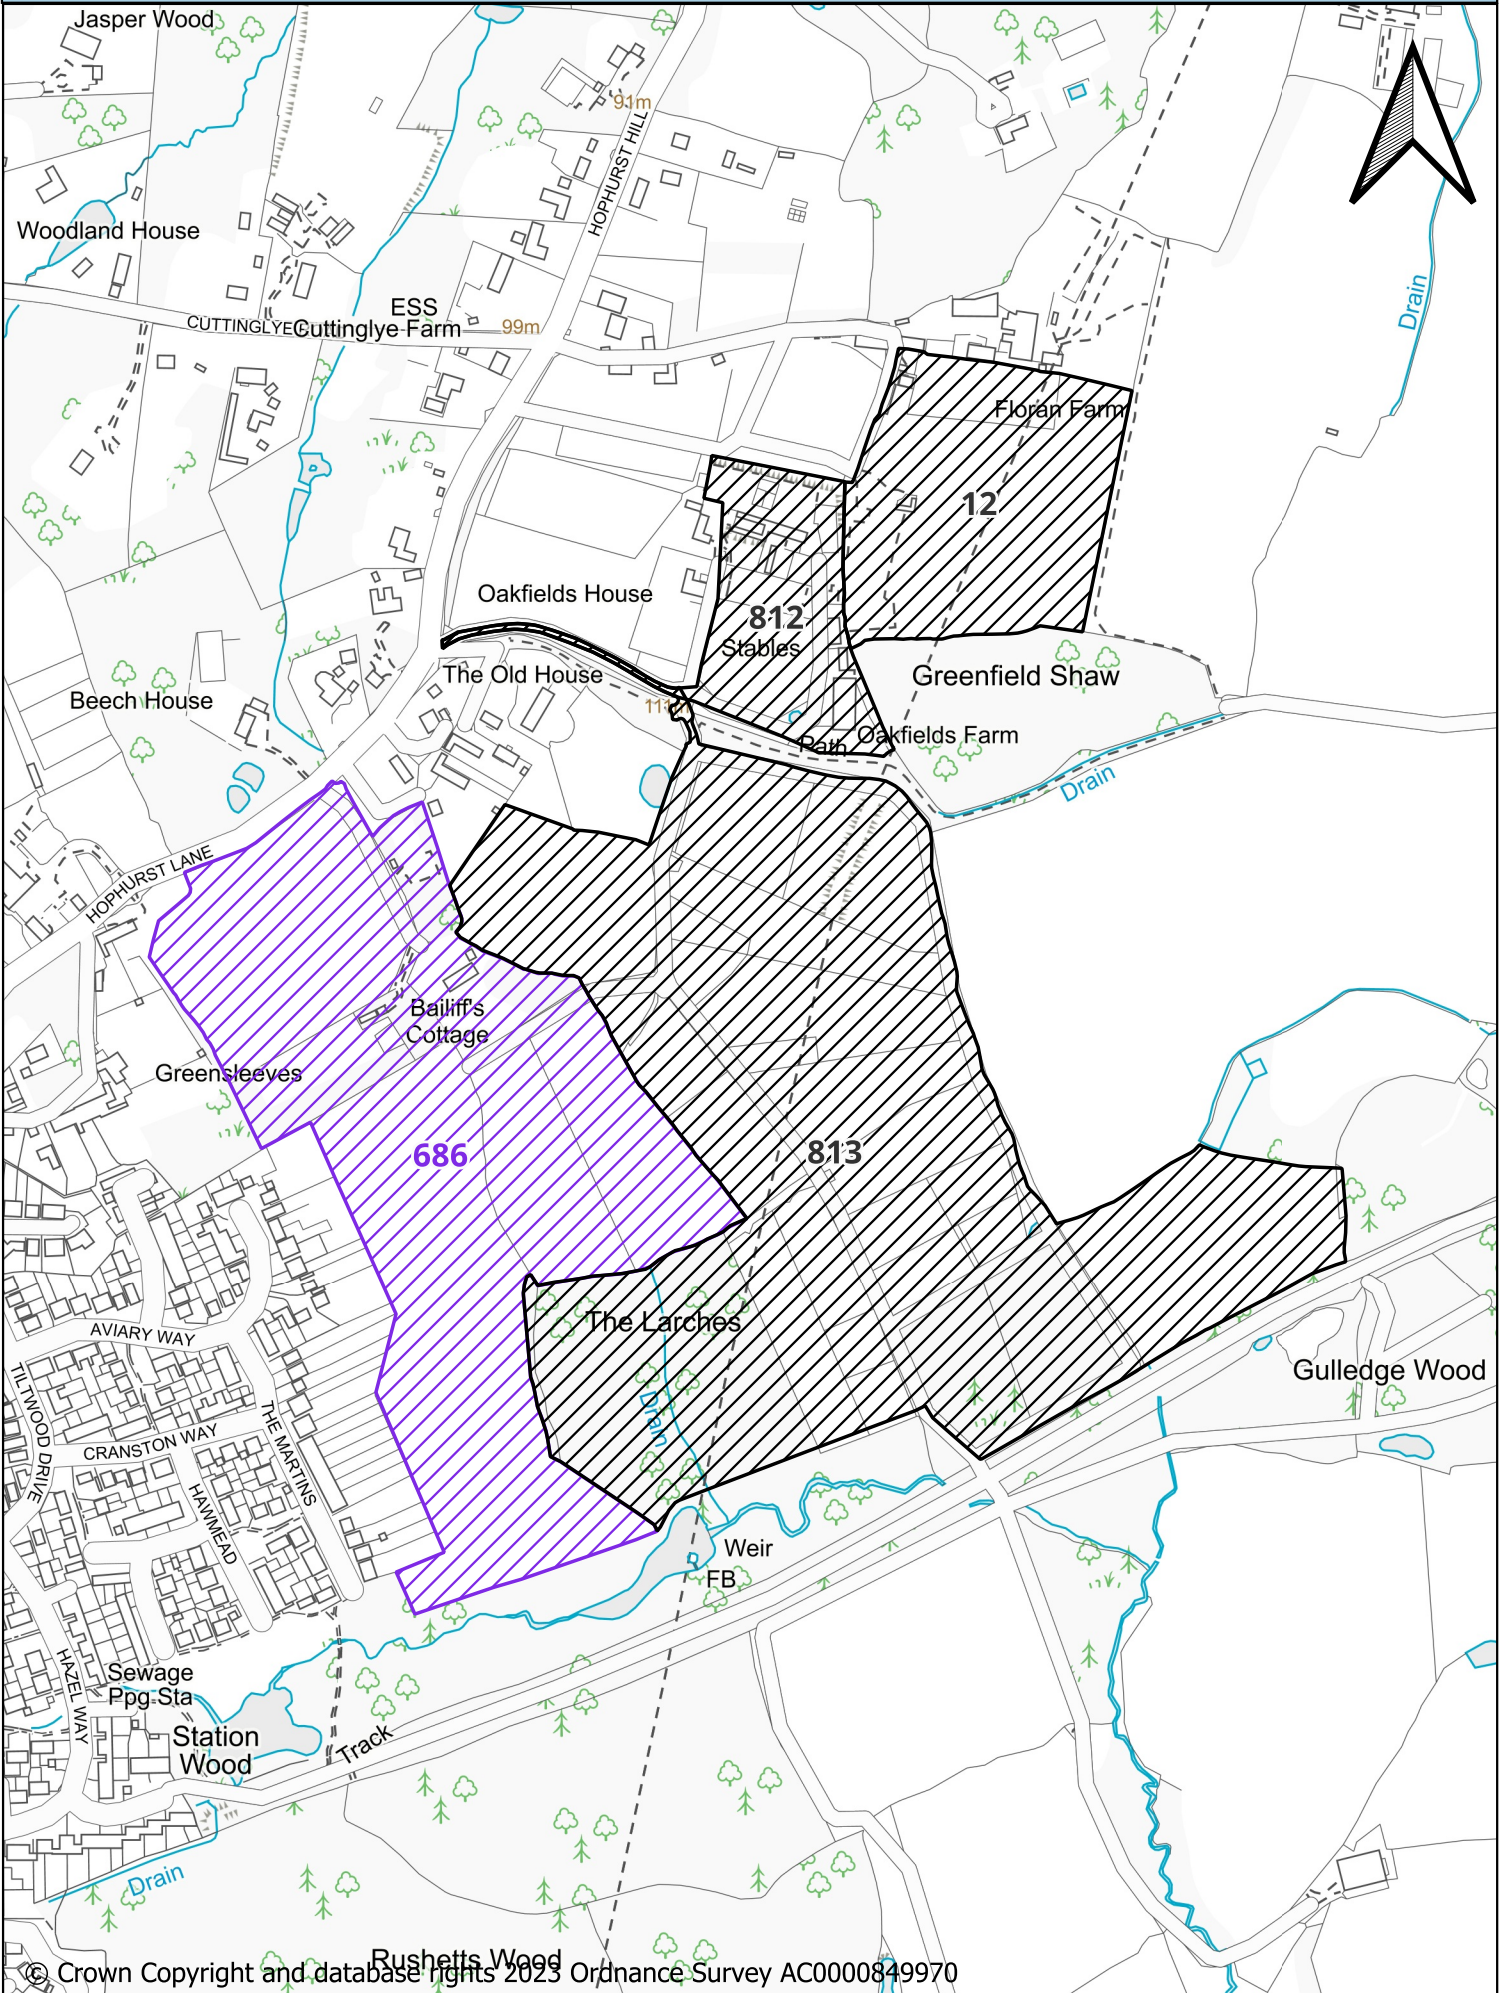 Jasper Wood
91m
HOPHURST HILL
Woodland House
Drain
ESS
CUTTINGLYE
Cuttinglye Farm
99m
Floran Farm
12
Oakfields House
812
Stables
The Old House
Greenfield Shaw
Beech House
111m
Path
Oakfields Farm
Drain
HOPHURST LANE
Bailiff's
Cottage
Greensleeves
686
813
The Larches
AVIARY WAY
Gulledge Wood
TILTWOOD DRIVE
Drain
CRANSTON WAY
THE MARTINS
HAWMEAD
Weir
FB
HAZEL WAY
Sewage
Ppg Sta
Station
Wood
Track
Drain
Rushetts Wood
© Crown Copyright and database rights 2023 Ordnance Survey AC0000849970